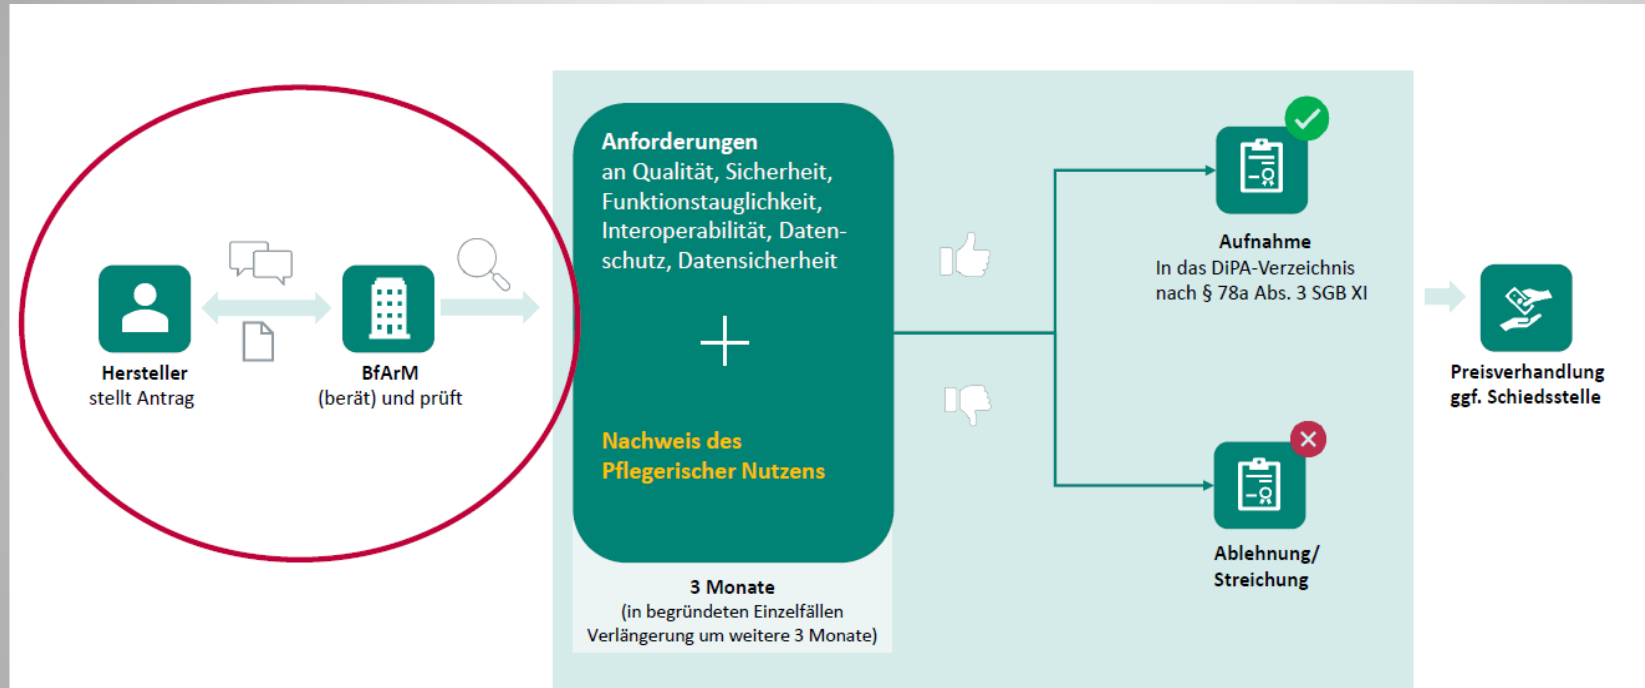 Hersteller
stellt Antrag
BfArM
(berät) und prüft
Anforderungen
an Qualität, Sicherheit,
Funktionstauglichkeit,
Interoperabilität, Daten-
schutz, Datensicherheit
Nachweis des
Pflegerischer Nutzens
3 Monate
(in begründeten Einzelfällen
Verlängerung um weitere 3 Monate)
Aufnahme
In das DiPA-Verzeichnis
nach § 78a Abs. 3 SGB XI
Ablehnung/
Streichung
Preisverhandlung
ggf. Schiedsstelle